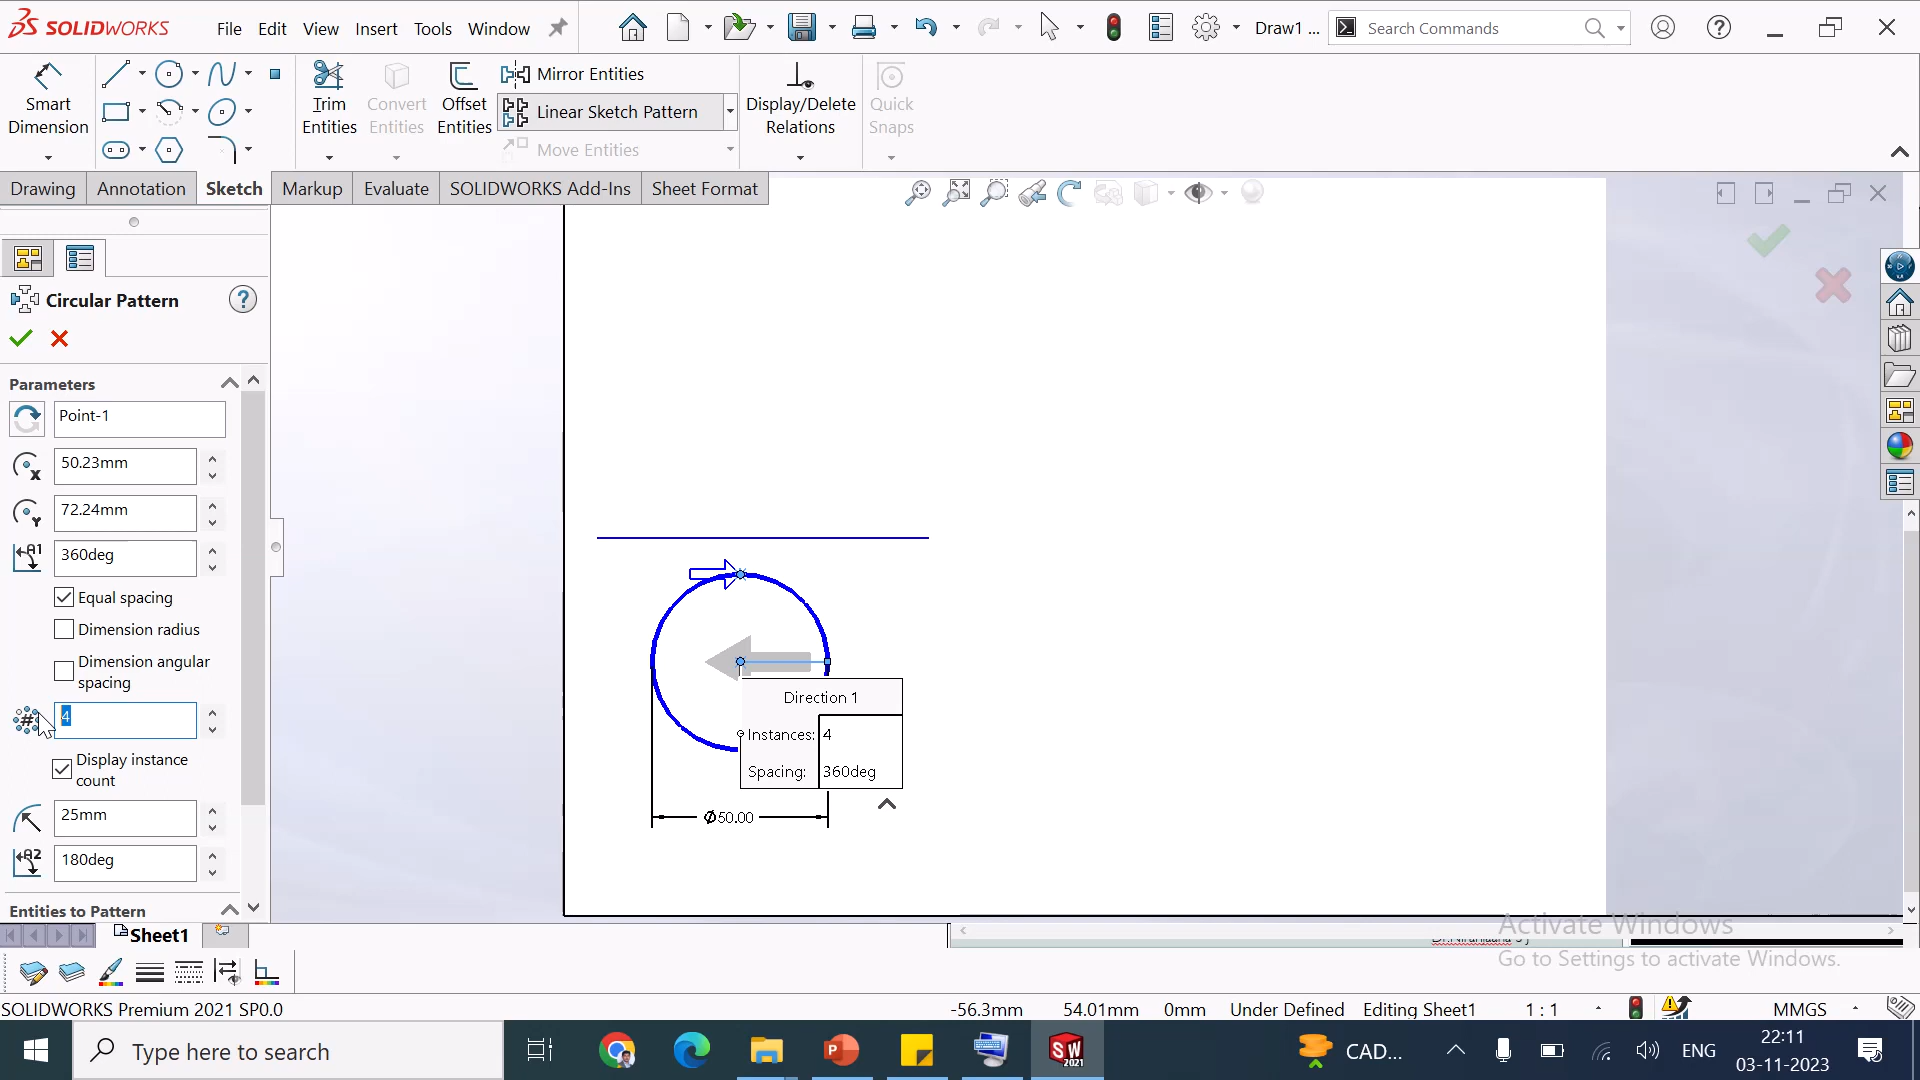 SOLIDWORKS
File
Edit
View
Insert
Tools
Window
Draw1 ...
Search Commands
Smart
Dimension
Trim
Entities
Convert
Entities
Offset
Entities
Mirror Entities
Linear Sketch Pattern
Move Entities
Display/Delete
Relations
Quick
Snaps
Drawing
Annotation
Sketch
Markup
Evaluate
SOLIDWORKS Add-Ins
Sheet Format
Circular Pattern
Parameters
Point-1
50.23mm
72.24mm
360deg
Equal spacing
Dimension radius
Dimension angular
spacing
4
Display instance
count
25mm
180deg
Entities to Pattern
Direction 1
Instances: 4
Spacing: 360deg
Ø50.00
Sheet1
Activate Windows
Go to Settings to activate Windows.
SOLIDWORKS Premium 2021 SP0.0
-56.3mm
54.01mm
0mm
Under Defined
Editing Sheet1
1 : 1
MMGS
Type here to search
CAD...
ENG
22:11
03-11-2023